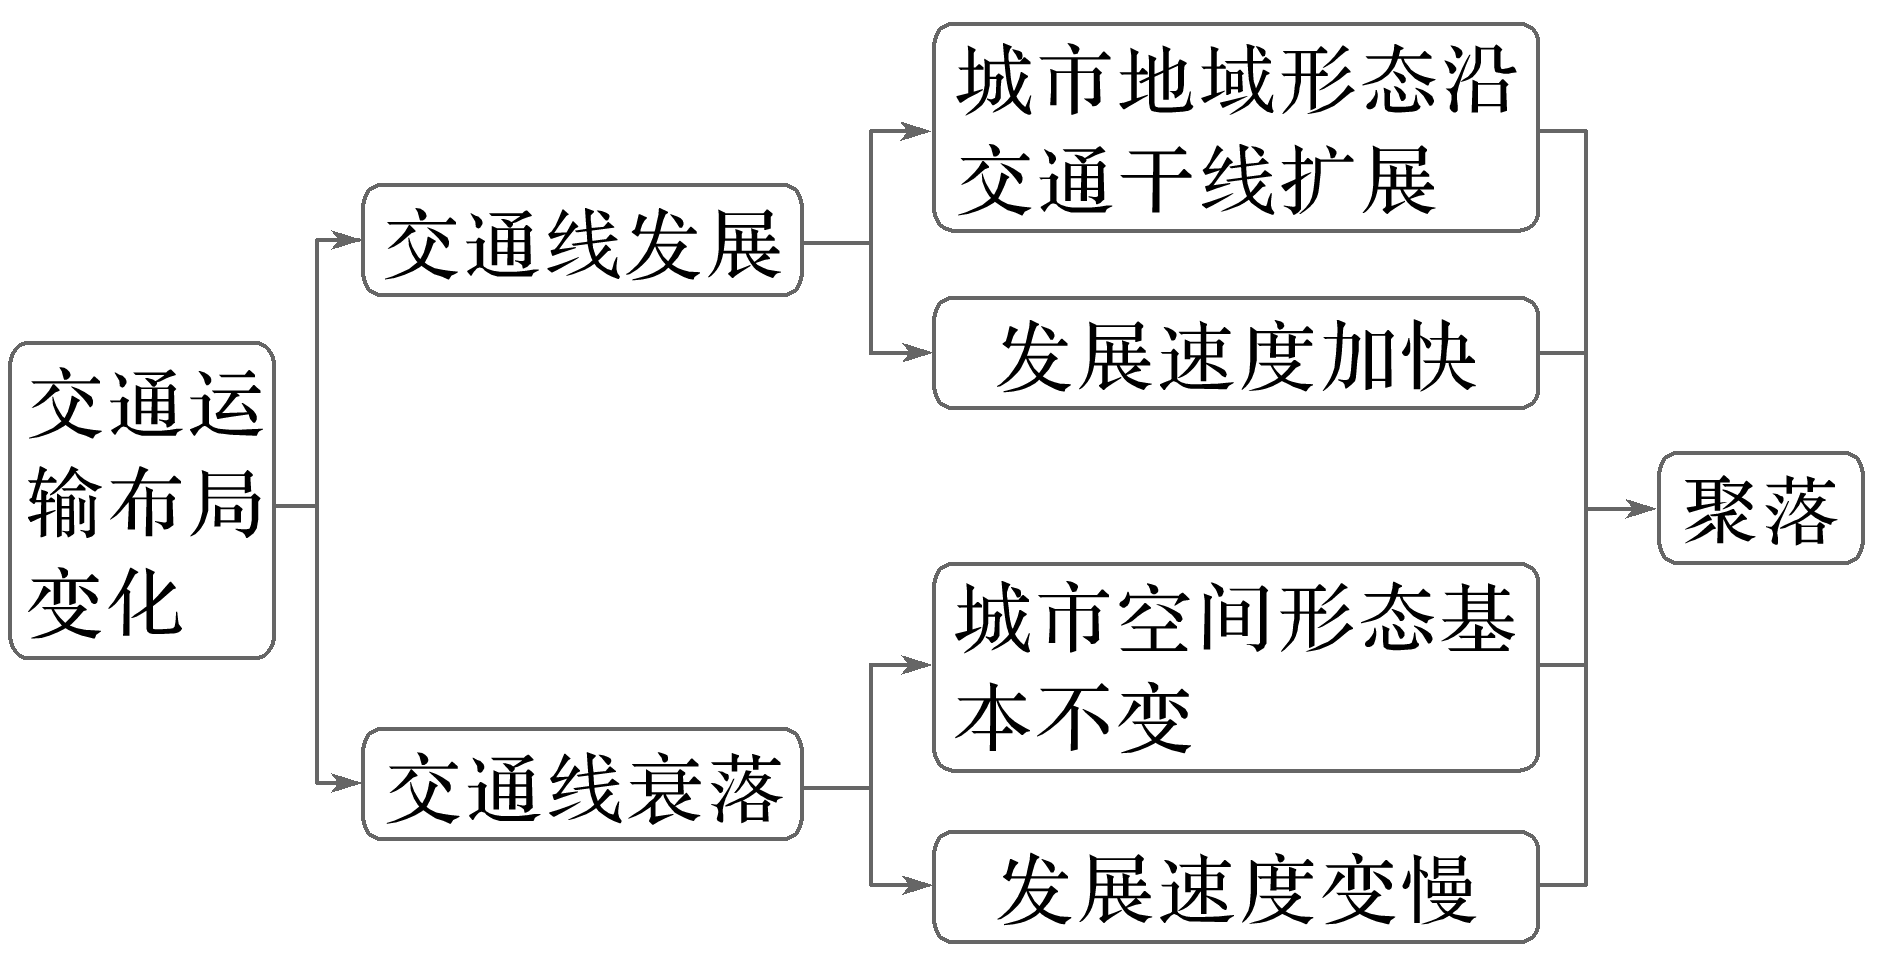 交通运
输布局
变化
交通线发展
城市地域形态沿
交通干线扩展
发展速度加快
交通线衰落
城市空间形态基
本不变
发展速度变慢
聚落